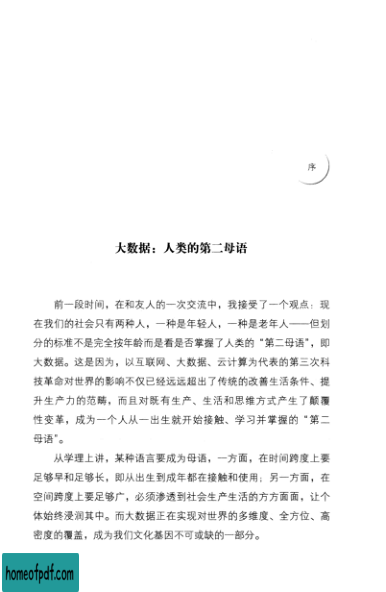 序
大数据：人类的第二母语
前一段时间，在和友人的一次交流中，我接受了一个观点：现
在我们的社会只有两种人，一种是年轻人，一种是老年人——但划
分的标准不是完全按年龄而是看是否掌握了人类的“第二母语”，即
大数据。这是因为，以互联网、大数据、云计算为代表的第三次科
技革命对世界的影响不仅已经远远超出了传统的改善生活条件、提
升生产力的范畴，而且对既有生产、生活和思维方式产生了颠覆
性变革，成为一个人从一出生就开始接触、学习并掌握的“第二
母语”。
从学理上讲，某种语言要成为母语，一方面，在时间跨度上要
足够早和足够长，即从出生到成年都在接触和使用；另一方面，在
空间跨度上要足够广，必须渗透到社会生产生活的方方面面，让个
体始终浸润其中。而大数据正在实现对世界的多维度、全方位、高
密度的覆盖，成为我们文化基因不可或缺的一部分。
homeofpdf.com